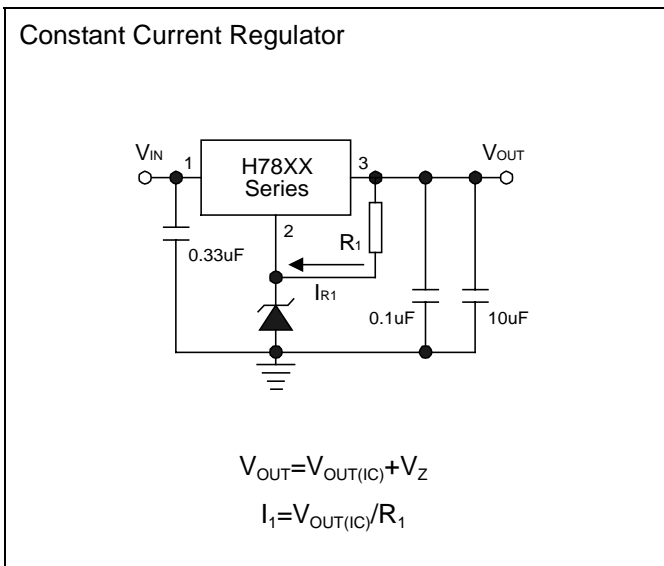 Constant Current Regulator
VIN
1
H78XX
Series
3
VOUT
2
R1
0.33uF
IR1
0.1uF
10uF
VOUT=VOUT(IC)+VZ
I1=VOUT(IC)/R1